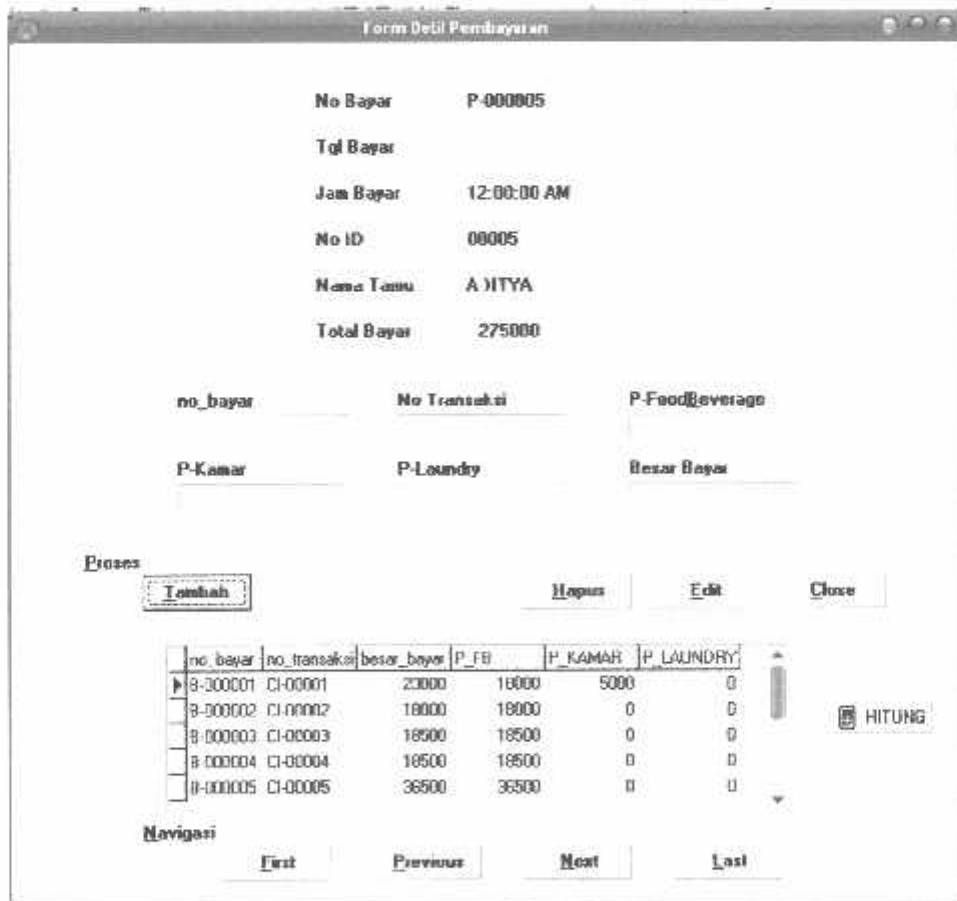 Form Detil Pembayaran
No Bayar P-000005
Tgl Bayar
Jam Bayar 12:00:00 AM
No ID 00005
Nama Tamu ADITYA
Total Bayar 275000
no_bayar No Transaksi P-FoodBeverage
P-Kamar P-Laundry Besar Bayar
Proses
Tambah Hapus Edit Close
no_bayar no_transaksi besar_bayar P_FB P_KAMAR P_LAUNDRY
B-000001 CI-00001 23000 18000 5000 0
B-000002 CI-00002 18000 18000 0 0
B-000003 CI-00003 18500 18500 0 0
B-000004 CI-00004 18500 18500 0 0
B-000005 CI-00005 36500 36500 0 0
HITUNG
Navigasi
First Previous Next Last